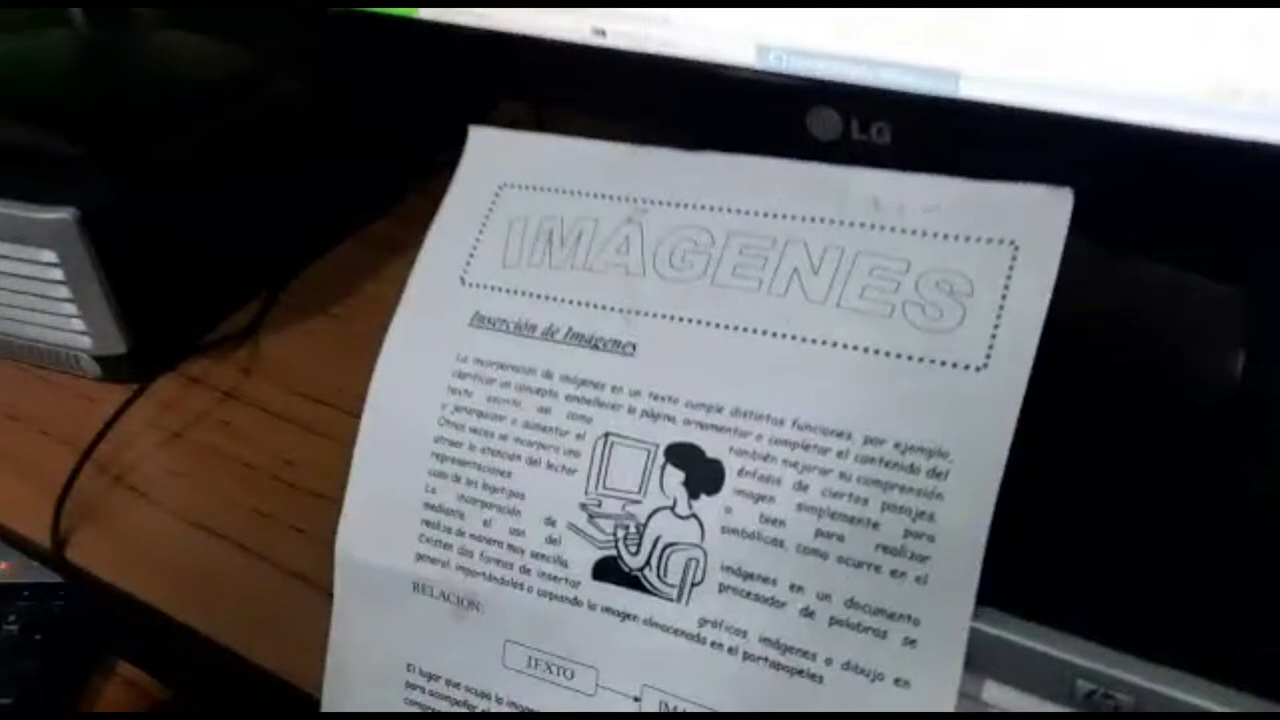 LG
IMÁGENES
Inserción de Imágenes
La incorporación de imágenes en un texto cumple distintas funciones, por ejemplo,
clarificar un concepto, embellecer la página, ornamentar o completar el contenido del
texto escrito, así como también mejorar su comprensión
y jerarquizar o aumentar el énfasis de ciertos pasajes.
Otras veces se incorpora una imagen simplemente para
atraer la atención del lector o bien para realizar
representaciones simbólicas, como ocurre en el
caso de los logotipos
La incorporación de imágenes en un documento
mediante el uso del procesador de palabras se
realiza de manera muy sencilla.
Existen dos formas de insertar gráficos, imágenes o dibujo en
general, importándolas o copiando la imagen almacenada en el portapapeles
RELACIÓN:
TEXTO
El lugar que ocupa la
para acompañar el